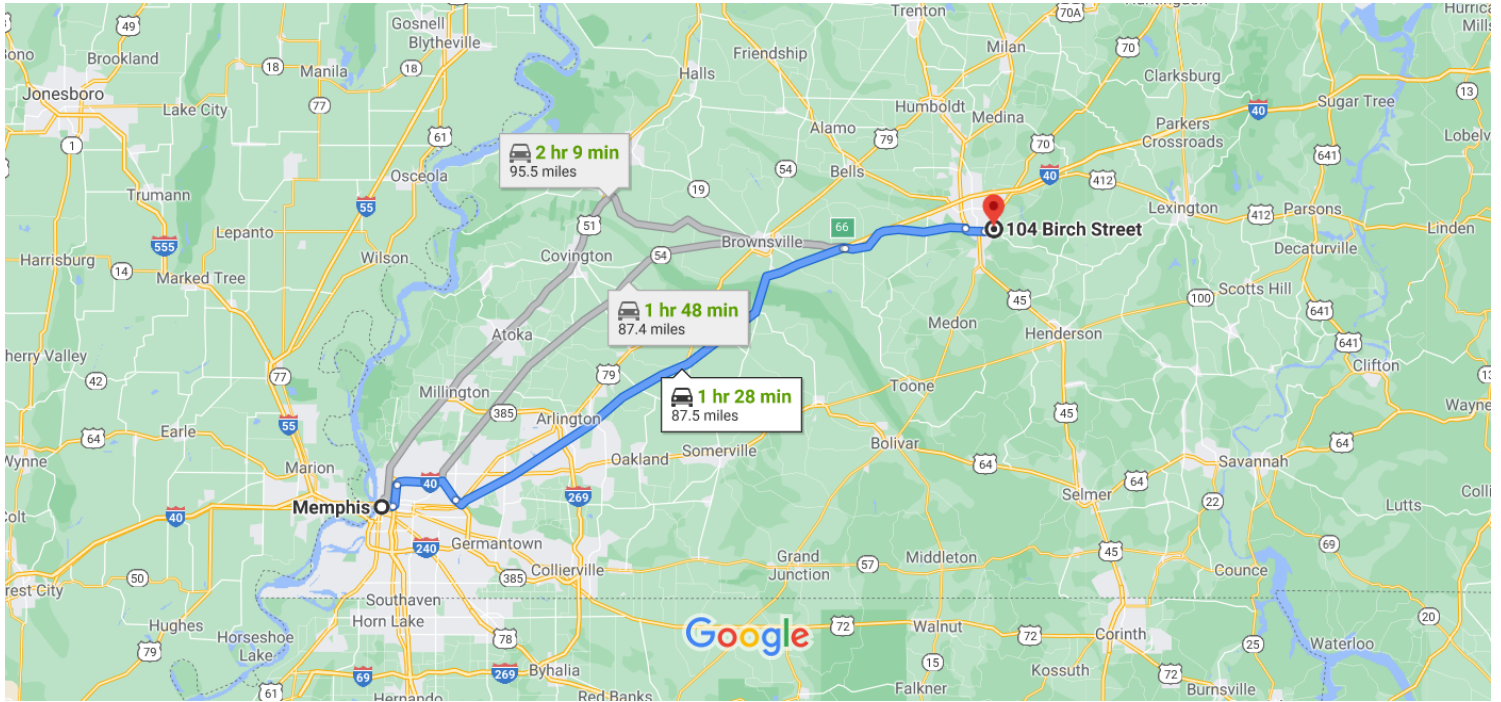 49
Bono
Brookland
Jonesboro
Lake City
18
Manila
77
Gosnell
Blytheville
18
Trenton
70A
Huntingdon
Hurrica
Mills
Friendship
Milan
70
Halls
Clarksburg
Humboldt
Medina
40
Sugar Tree
13
1
61
Alamo
79
Parkers
Crossroads
Lobelv
2 hr 9 min
95.5 miles
70
641
Osceola
Trumann
55
19
54
Bells
40
412
Lexington
412
Parsons
Linden
555
Lepanto
51
66
104 Birch Street
Brownsville
Decaturville
Harrisburg
14
Marked Tree
Wilson
Covington
54
Scotts Hill
45
100
641
1 hr 48 min
87.4 miles
Medon
Henderson
Atoka
641
Clifton
herry Valley
42
77
79
1 hr 28 min
87.5 miles
Toone
13
Millington
385
Arlington
45
Wayne
64
Earle
55
Bolivar
64
Wynne
Marion
Oakland
Somerville
64
Savannah
40
Memphis
269
Selmer
64
22
Lutts
Colli
Colt
40
240
Germantown
45
69
Collierville
385
Grand
Junction
57
Middleton
Counce
50
rrest City
Southaven
Horn Lake
72
Walnut
72
Corinth
20
Hughes
Horseshoe
Lake
79
78
Google
25
Waterloo
61
69
Hernando
269
Byhalia
Red Banks
15
Falkner
Kossuth
72
Burnsville